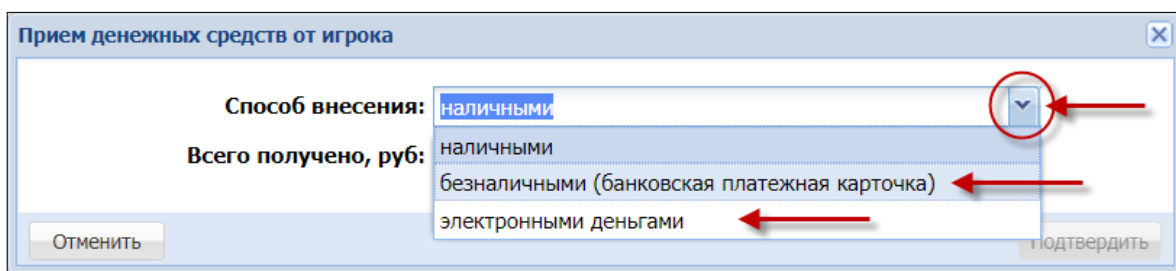 Прием денежных средств от игрока
Способ внесения: наличными
Всего получено, руб: наличными
безналичными (банковская платежная карточка)
электронными деньгами
Отменить Подтвердить